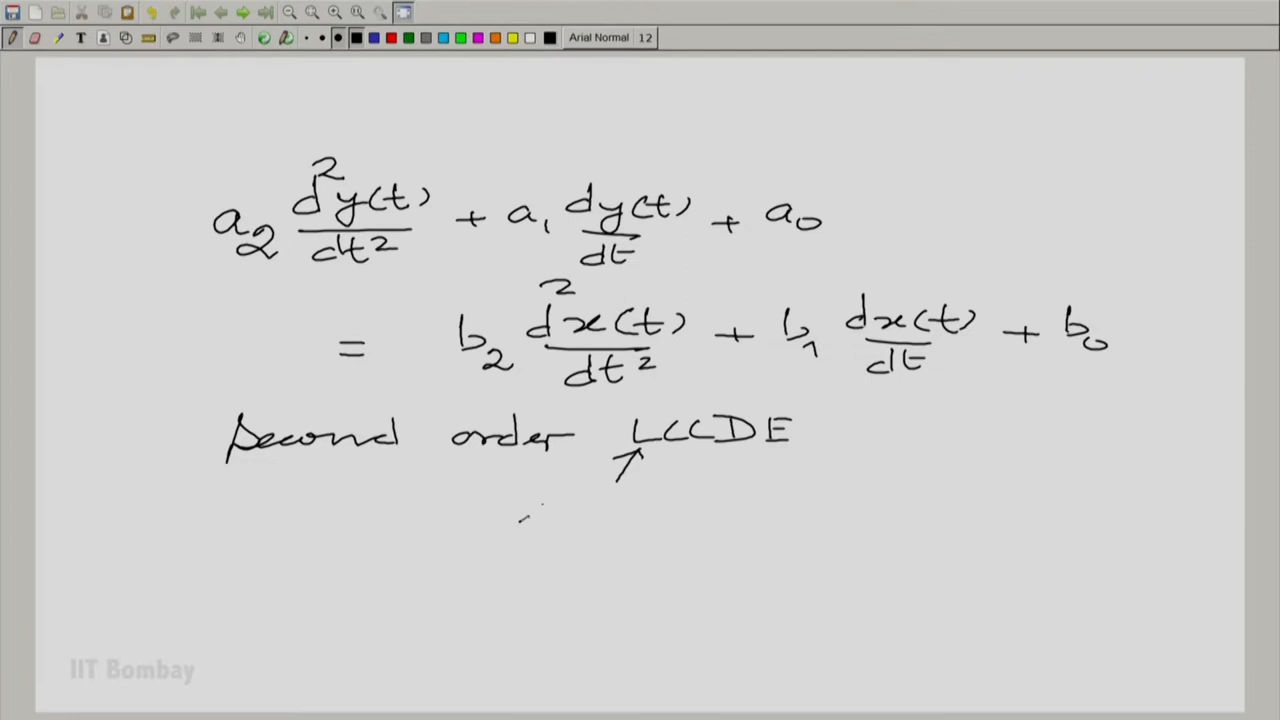 Arial Normal 12
a₂ d²y(t)/dt² + a₁ dy(t)/dt + a₀
= b₂ d²x(t)/dt² + b₁ dx(t)/dt + b₀
Second order LCCDE
IIT Bombay